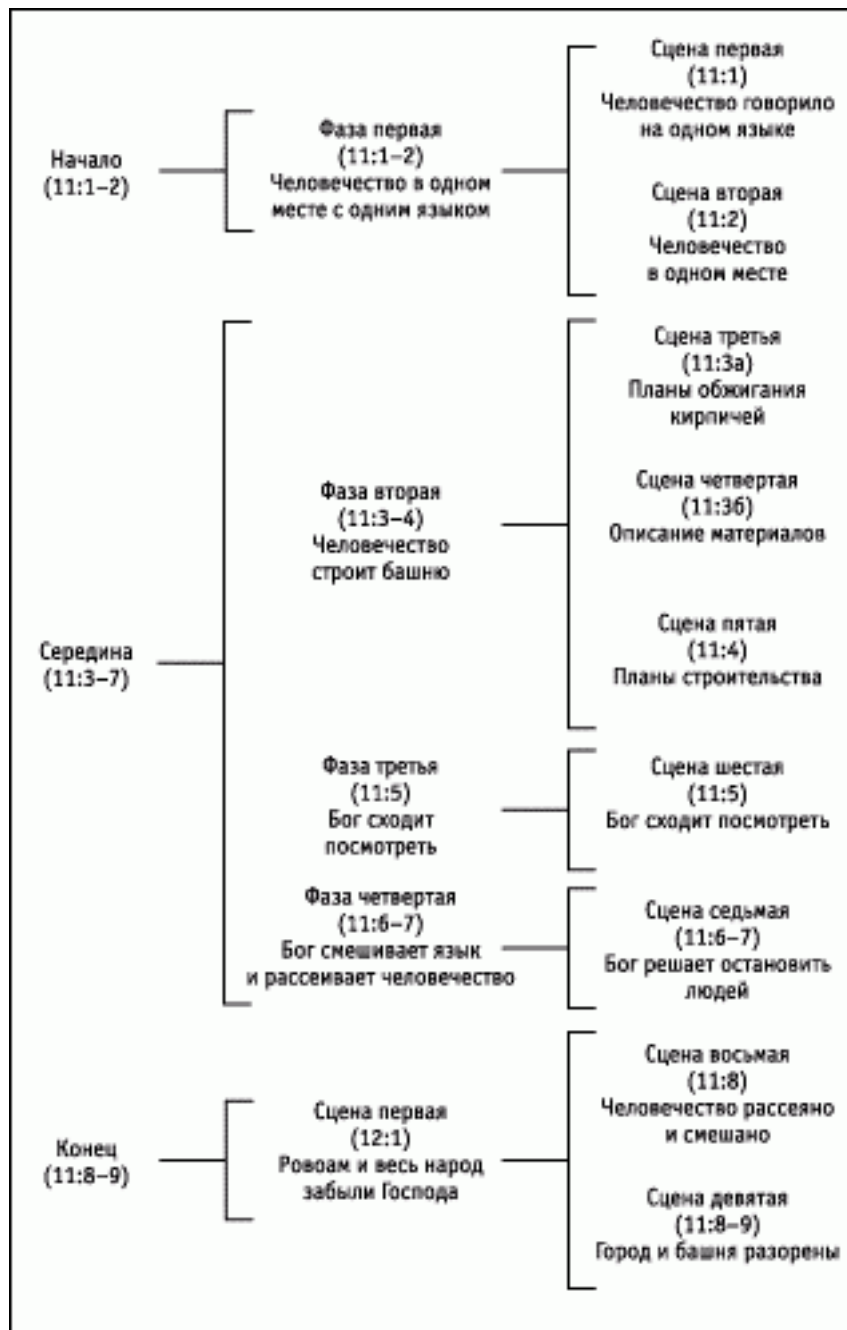 Начало
(11:1–2)
Фаза первая
(11:1–2)
Человечество в одном
месте с одним языком
Сцена первая
(11:1)
Человечество говорило
на одном языке
Сцена вторая
(11:2)
Человечество
в одном месте
Середина
(11:3–7)
Фаза вторая
(11:3–4)
Человечество
строит башню
Сцена третья
(11:3а)
Планы обжигания
кирпичей
Сцена четвертая
(11:3б)
Описание материалов
Сцена пятая
(11:4)
Планы строительства
Фаза третья
(11:5)
Бог сходит
посмотреть
Сцена шестая
(11:5)
Бог сходит посмотреть
Фаза четвертая
(11:6–7)
Бог смешивает язык
и рассеивает человечество
Сцена седьмая
(11:6–7)
Бог решает остановить
людей
Конец
(11:8–9)
Сцена первая
(12:1)
Ровоам и весь народ
забыли Господа
Сцена восьмая
(11:8)
Человечество рассеяно
и смешано
Сцена девятая
(11:8–9)
Город и башня разорены